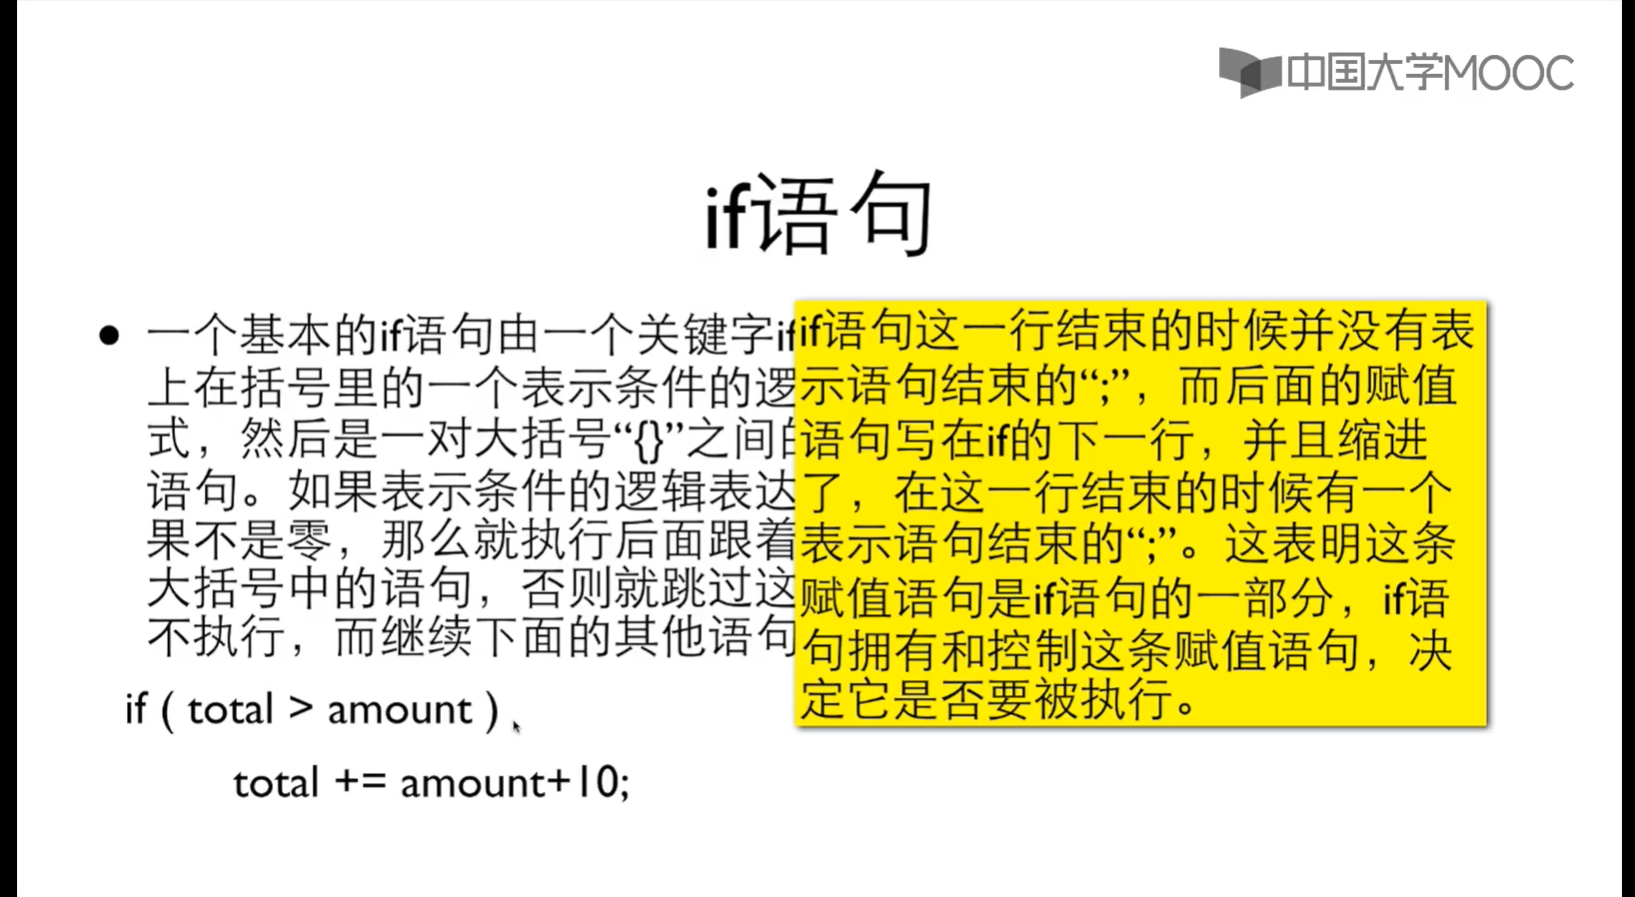 中国大学MOOC
if语句
● 一个基本的if语句由一个关键字if
上在括号里的一个表示条件的逻
式，然后是一对大括号“{}”之间
语句。如果表示条件的逻辑表达
果不是零，那么就执行后面跟着
大括号中的语句，否则就跳过这
不执行，而继续下面的其他语句
if语句这一行结束的时候并没有表
示语句结束的“;”，而后面的赋值
语句写在if的下一行，并且缩进
了，在这一行结束的时候有一个
表示语句结束的“;”。这表明这条
赋值语句是if语句的一部分，if语
句拥有和控制这条赋值语句，决
定它是否要被执行。
if ( total > amount )
total += amount+10;